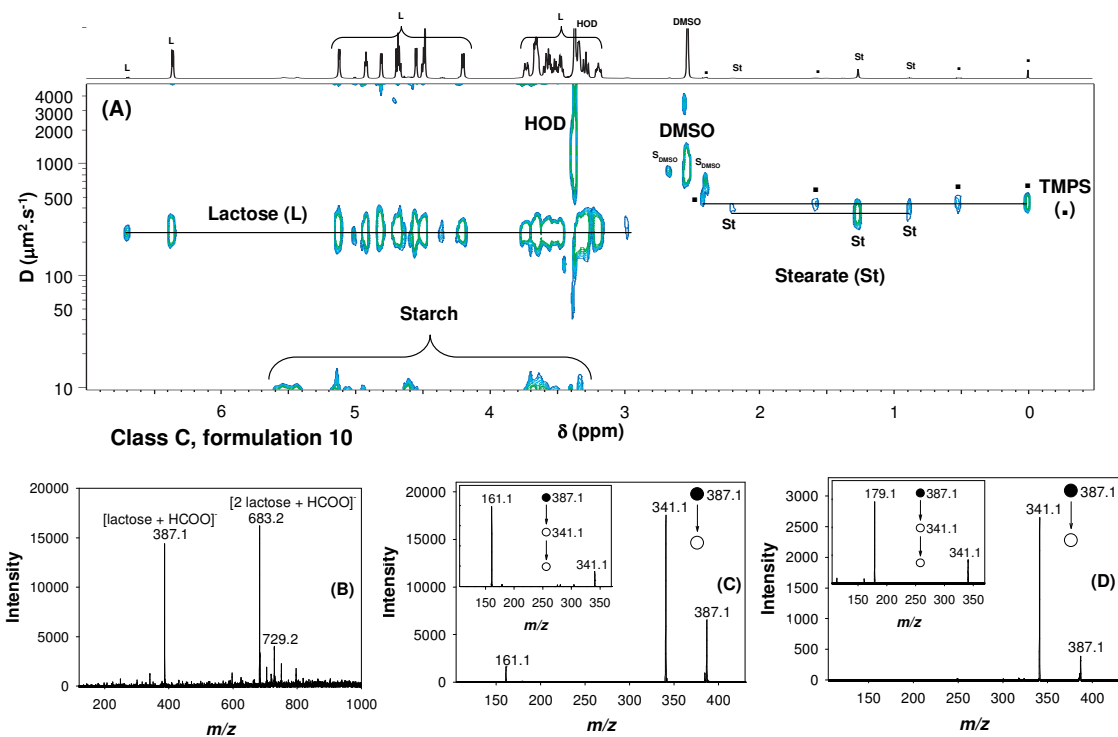 L
L
L
L
HOD
DMSO
St
St
St
(A)
4000
3000
2000
1000
500
100
50
10
D (μm².s⁻¹)
HOD
DMSO
S_DMSO
S_DMSO
TMPS
(▪)
Lactose (L)
St
St
St
Stearate (St)
Starch
6 5 4 3 2 1 0
δ (ppm)
Class C, formulation 10
20000
15000
10000
5000
0
Intensity
[lactose + HCOO]⁻
387.1
[2 lactose + HCOO]⁻
683.2
729.2
(B)
200 400 600 800 1000
m/z
20000
15000
10000
5000
0
Intensity
161.1
387.1
341.1
341.1
150 200 250 300 350
m/z
387.1
341.1
387.1
161.1
(C)
150 200 250 300 350 400
m/z
3000
2500
2000
1500
1000
500
0
Intensity
179.1
387.1
341.1
341.1
150 200 250 300 350
m/z
387.1
341.1
387.1
(D)
150 200 250 300 350 400
m/z